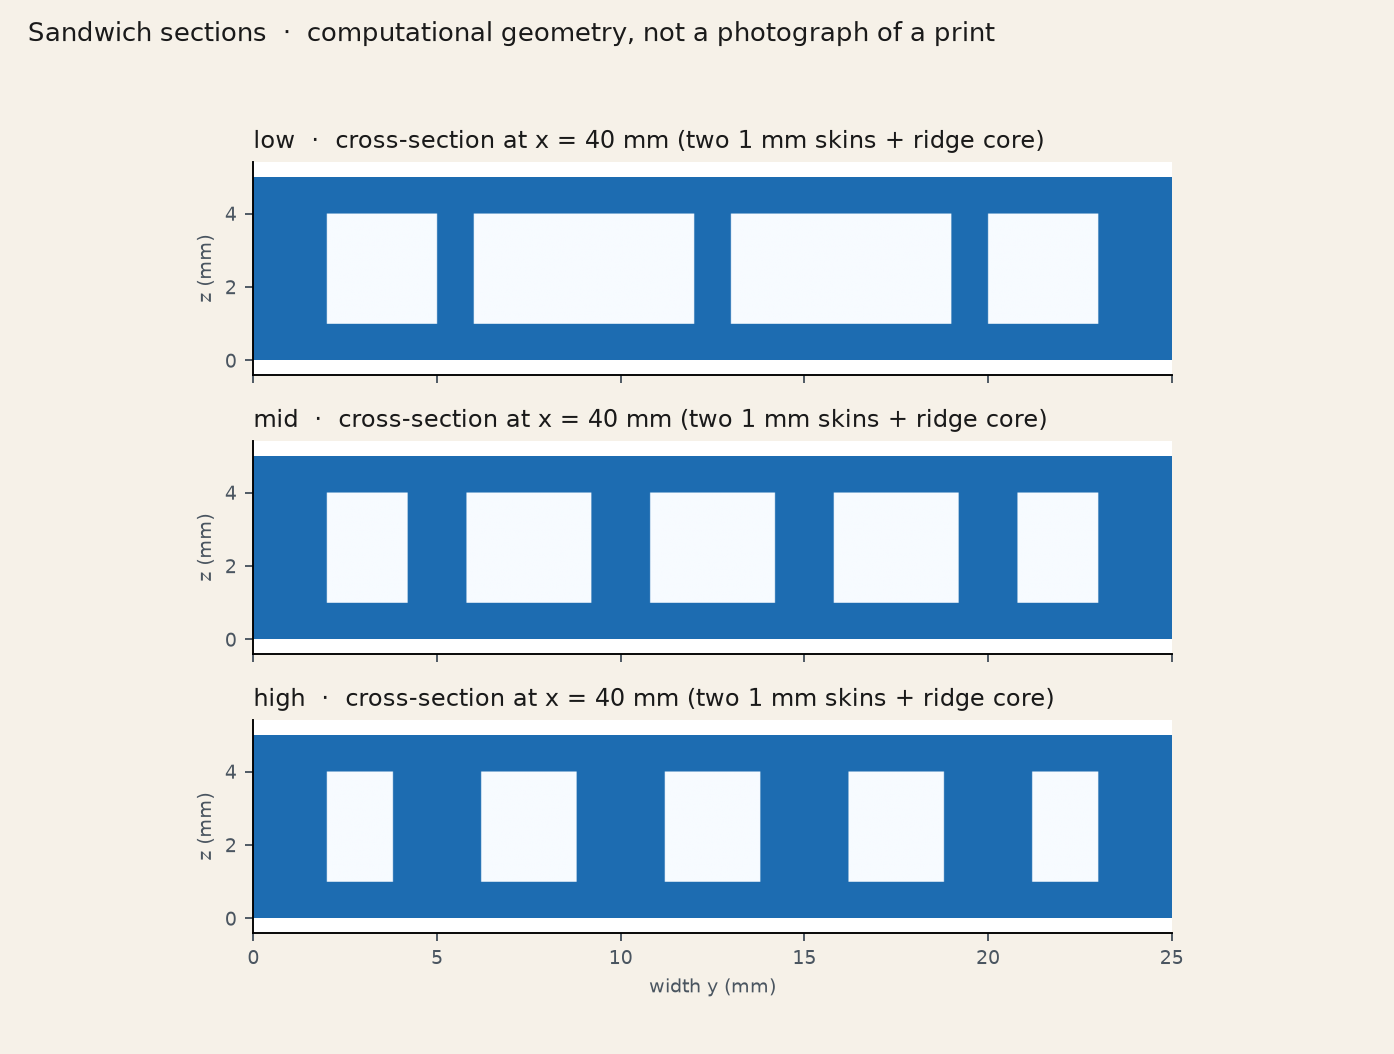 Sandwich sections · computational geometry, not a photograph of a print
low · cross-section at x = 40 mm (two 1 mm skins + ridge core)
4
z (mm)
2
0
mid · cross-section at x = 40 mm (two 1 mm skins + ridge core)
4
z (mm)
2
0
high · cross-section at x = 40 mm (two 1 mm skins + ridge core)
4
z (mm)
2
0
0 5 10 15 20 25
width y (mm)